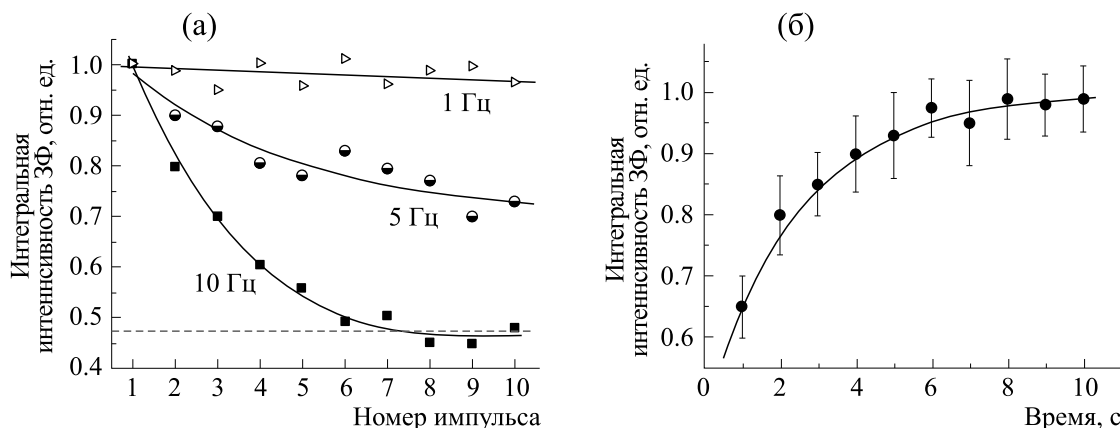 (а)
Интегральная
интеннсивность ЗФ, отн. ед.
1.0
0.9
0.8
0.7
0.6
0.5
0.4
1 Гц
5 Гц
10 Гц
1 2 3 4 5 6 7 8 9 10
Номер импульса
(б)
Интегральная
интеннсивность ЗФ, отн. ед.
1.0
0.9
0.8
0.7
0.6
0 2 4 6 8 10
Время, с